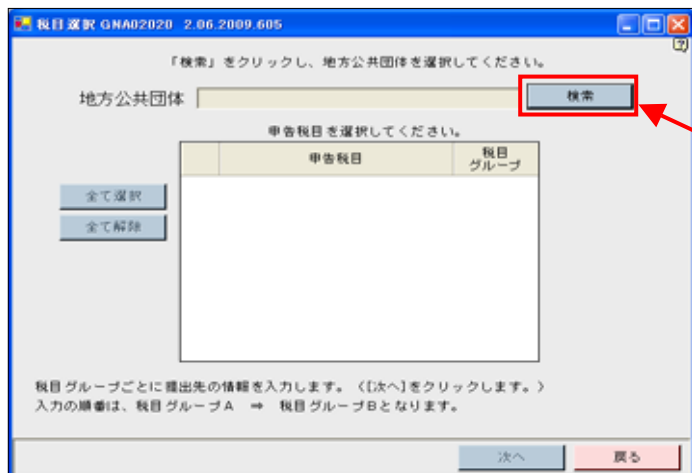 税目選択 GNA02020 2.06.2009.605
「検索」をクリックし、地方公共団体を選択してください。
地方公共団体 検索
申告税目を選択してください。
申告税目 税目グループ
全て選択
全て解除
税目グループごとに提出先の情報を入力します。〈[次へ]をクリックします。〉
入力の順番は、税目グループA ⇒ 税目グループBとなります。
次へ 戻る